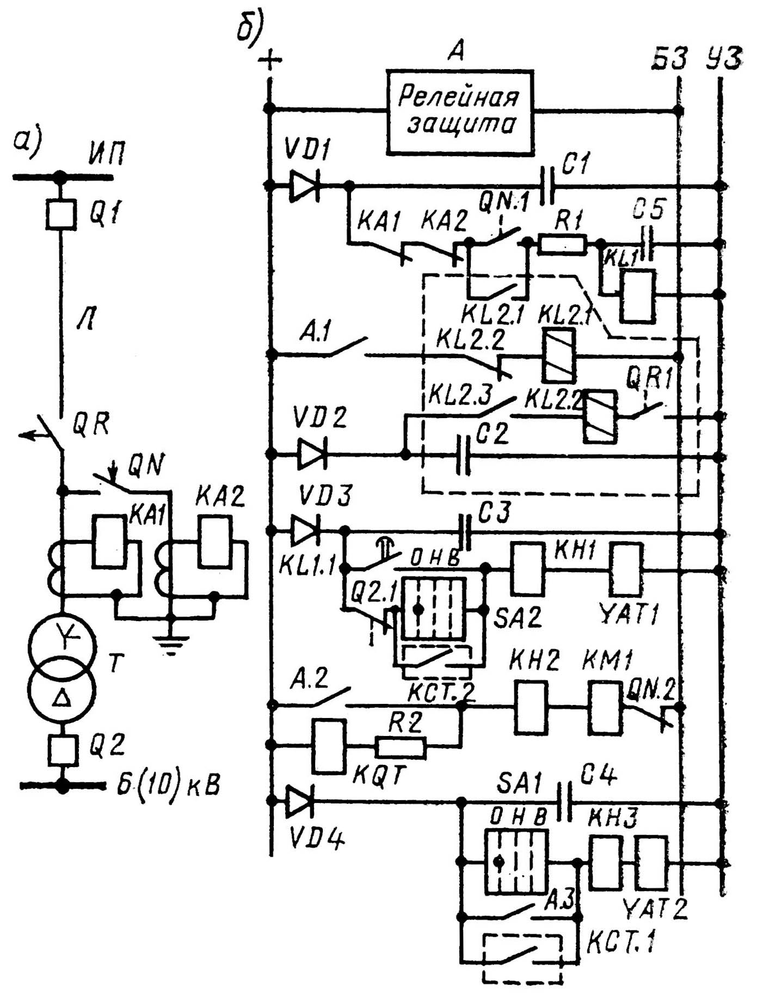 а)
ИП
Q1
Л
QR
QN
KA1
KA2
T
Q2
6(10)кВ
б)
+
А
БЗ
УЗ
Релейная
защита
VD1
C1
QN.1
KA1
KA2
R1
C5
KL1
KL2.1
KL2.1
A.1
KL2.2
QR1
KL2.3
KL2.2
VD2
C2
VD3
C3
KL1.1
О Н В
KH1
Q2.1
SA2
YAT1
KCT.2
A.2
KH2
KM1
QN.2
R2
KQT
VD4
SA1
C4
О Н В
KH3
A.3
YAT2
KCT.1